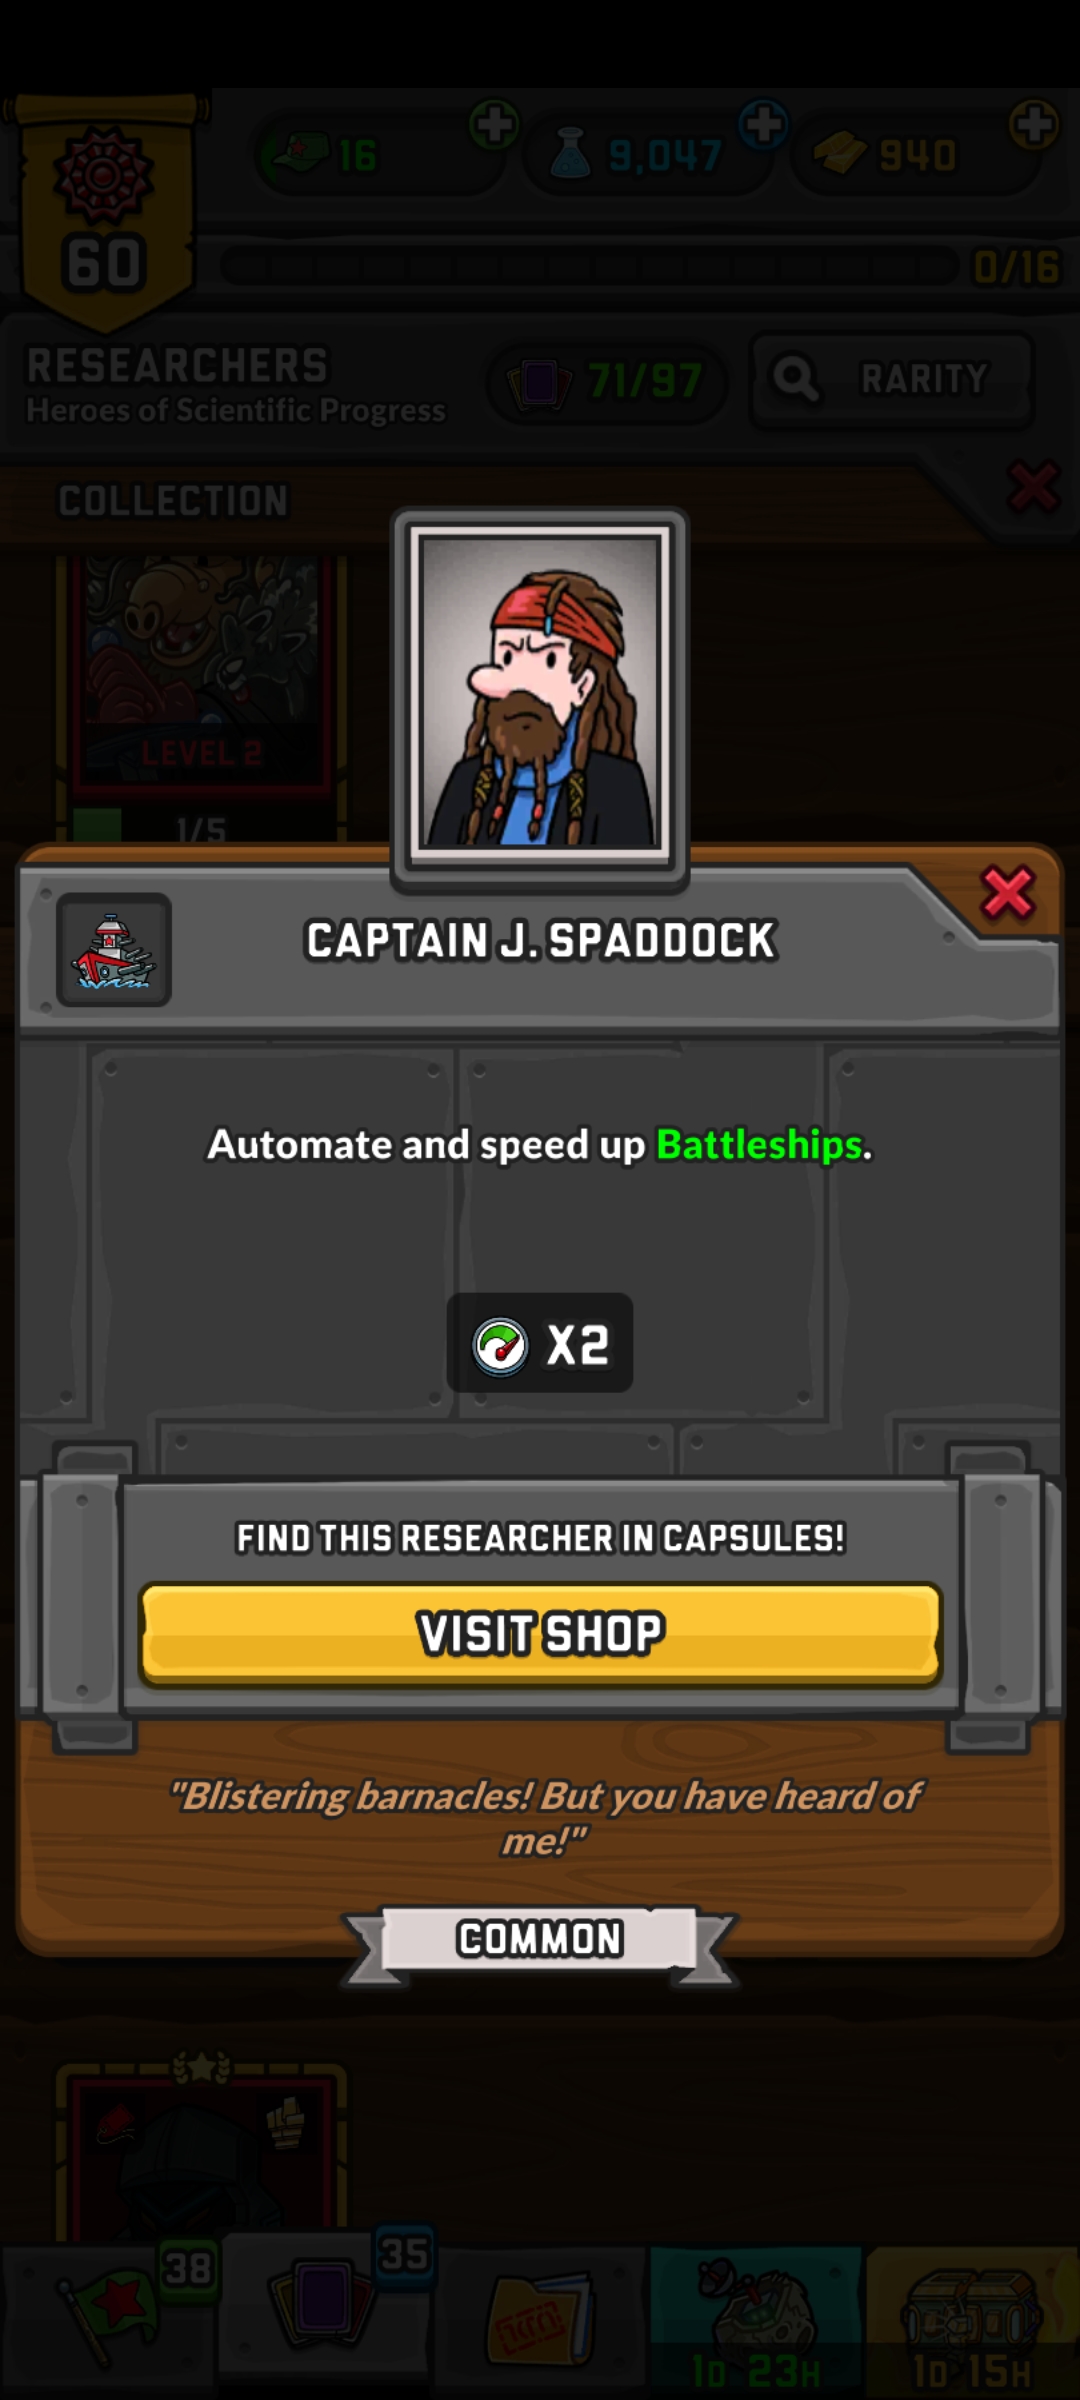 60
16
9,047
940
0/16
RESEARCHERS
Heroes of Scientific Progress
71/97
RARITY
COLLECTION
LEVEL 2
1/5
CAPTAIN J. SPADDOCK
Automate and speed up Battleships.
X2
FIND THIS RESEARCHER IN CAPSULES!
VISIT SHOP
"Blistering barnacles! But you have heard of
me!"
COMMON
38
35
1D 23H
1D 15H